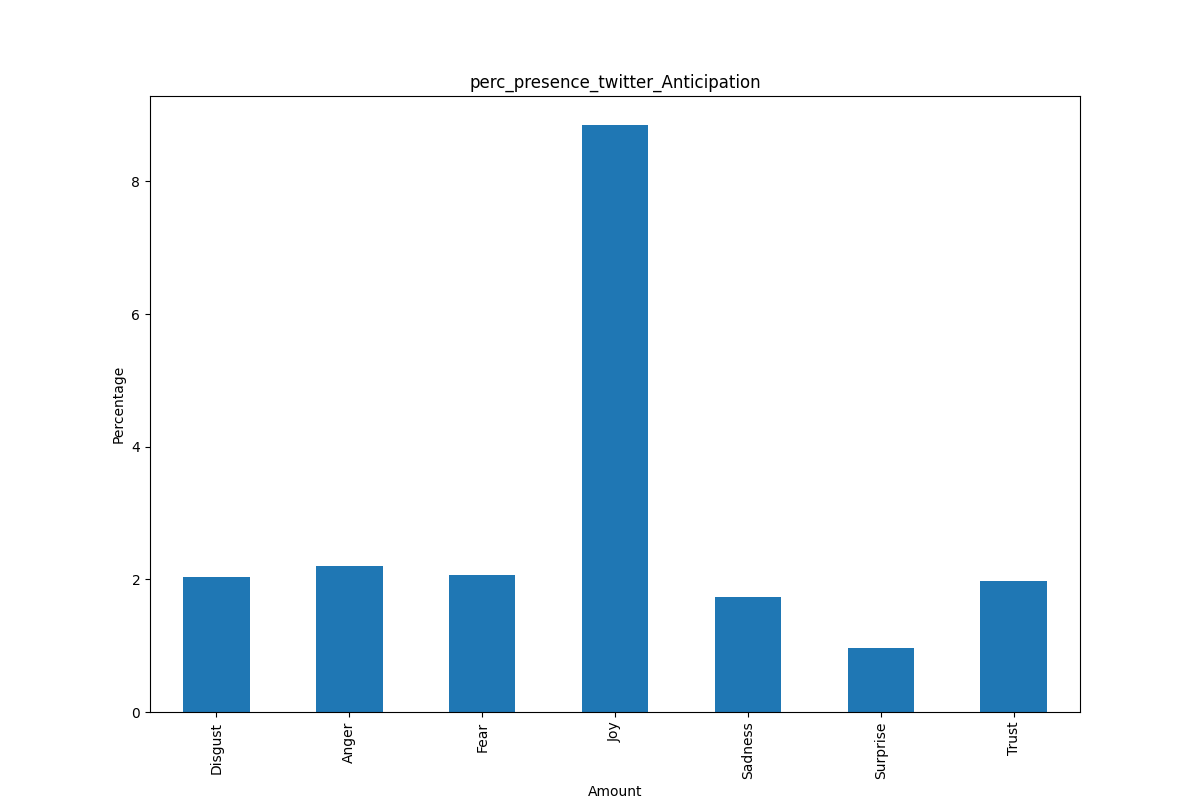 perc_presence_twitter_Anticipation
8
6
4
2
0
Percentage
Disgust
Anger
Fear
Joy
Sadness
Surprise
Trust
Amount